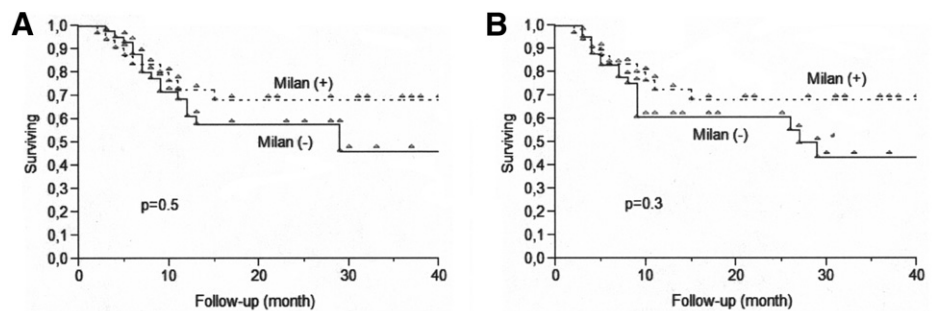 A
1,0
0,9
0,8
0,7
0,6
0,5
0,4
0,3
0,2
0,1
0,0
Surviving
Milan (+)
Milan (-)
p=0.5
0
10
20
30
40
Follow-up (month)
B
1,0
0,9
0,8
0,7
0,6
0,5
0,4
0,3
0,2
0,1
0,0
Surviving
Milan (+)
Milan (-)
p=0.3
0
10
20
30
40
Follow-up (month)